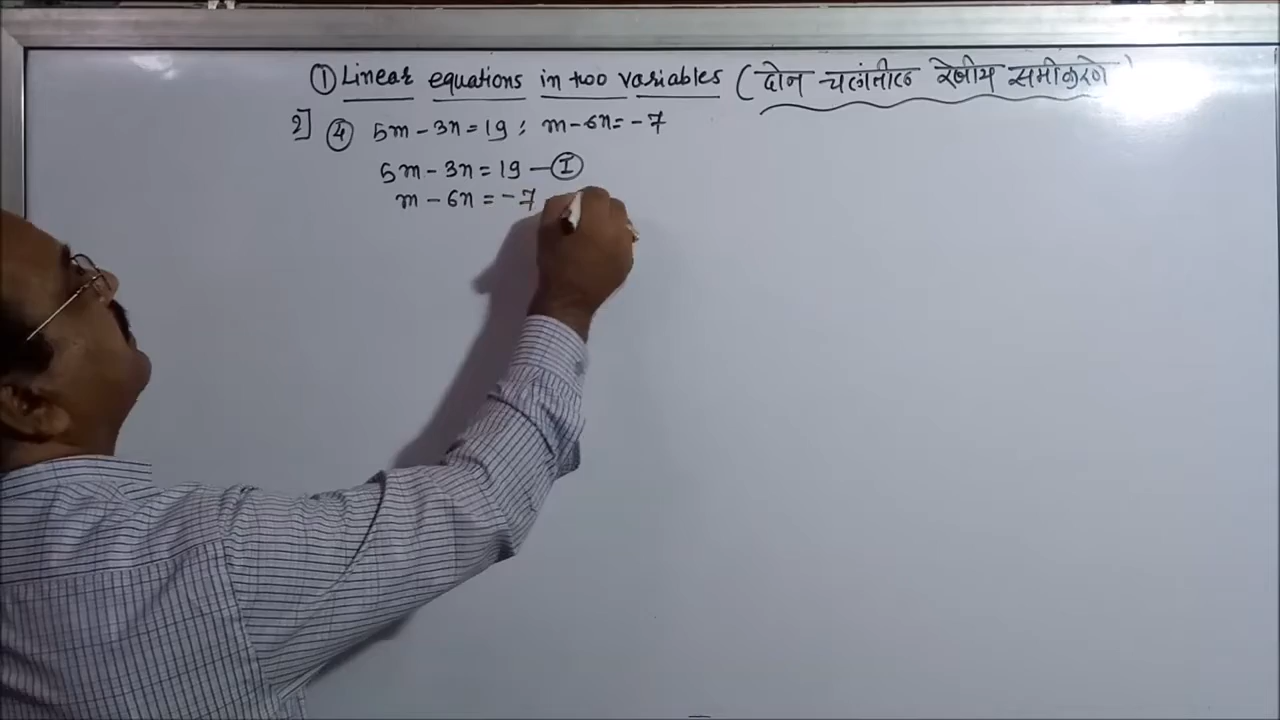 ① Linear equations in two variables (दोन चलांतील रेषीय समीकरणे)
2] ④ 5m - 3n = 19 ; m - 6n = -7
5m - 3n = 19 — Ⓘ
m - 6n = -7